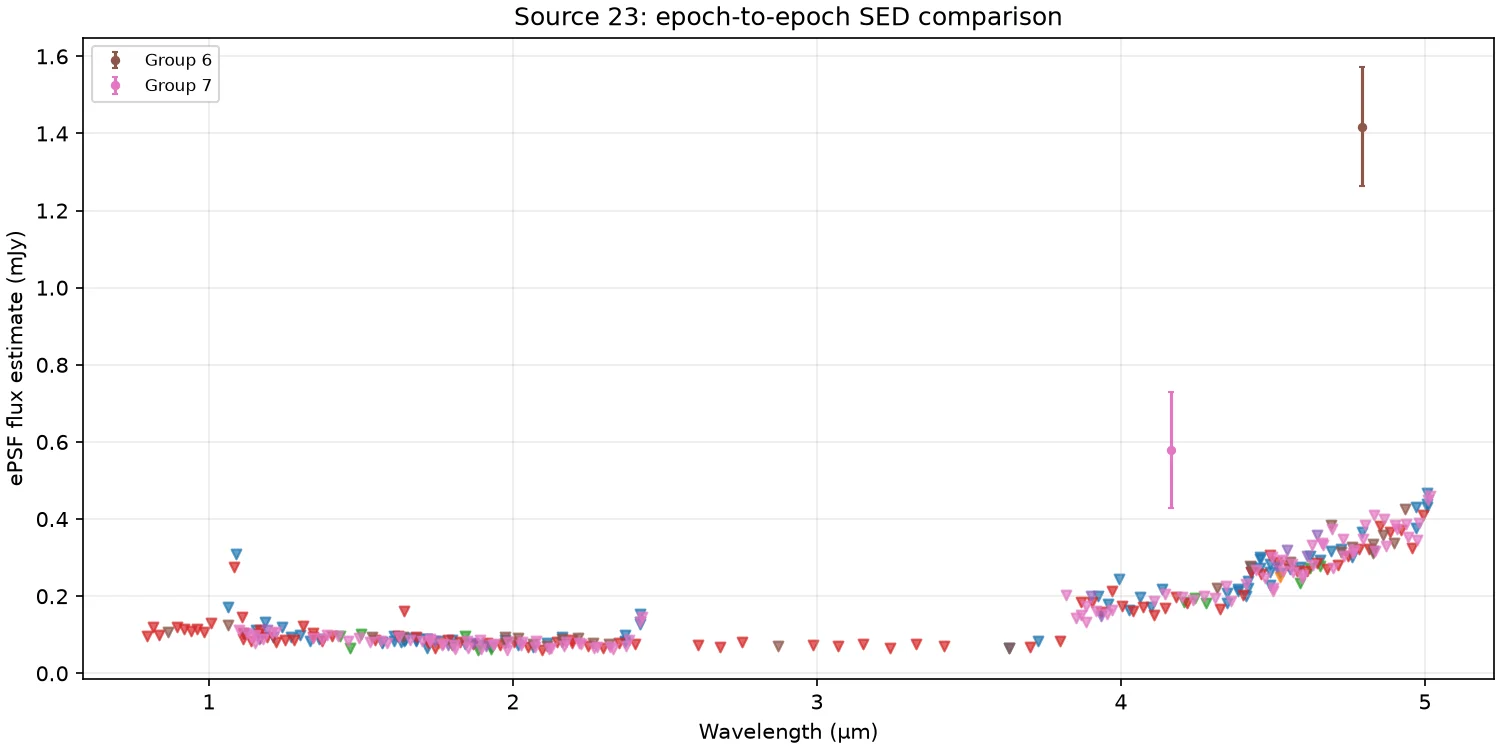 Source 23: epoch-to-epoch SED comparison
Group 6
Group 7
1.6
1.4
1.2
1.0
0.8
0.6
0.4
0.2
0.0
ePSF flux estimate (mJy)
1 2 3 4 5
Wavelength (μm)